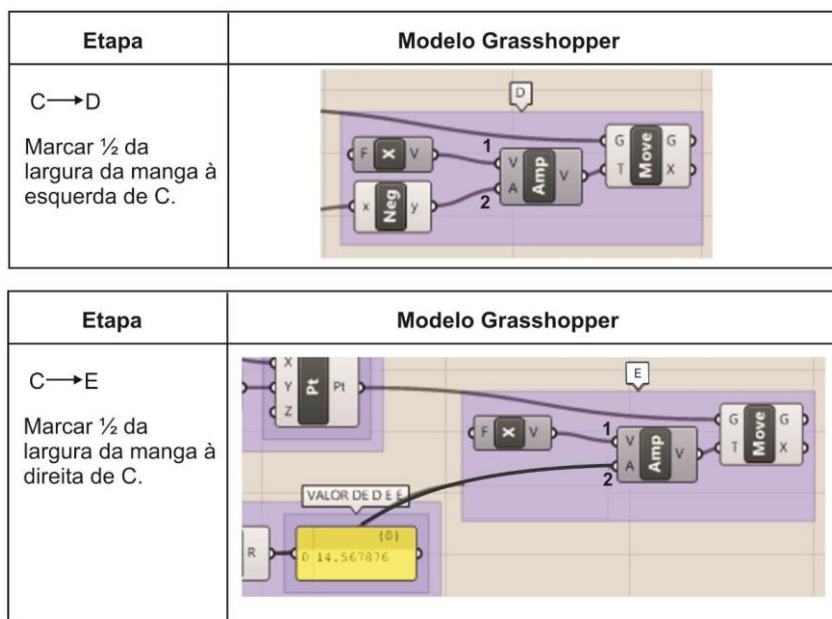 Etapa
Modelo Grasshopper
C→D
Marcar ½ da
largura da manga à
esquerda de C.
D
F X V
x Neg y
1
2
V
A
Amp
V
G
T
Move
G
X
Etapa
Modelo Grasshopper
C→E
Marcar ½ da
largura da manga à
direita de C.
X
Y
Z
Pt
Pt
E
F X V
1
2
V
A
Amp
V
G
T
Move
G
X
VALOR DE D E E
R
{0}
0 14.567876